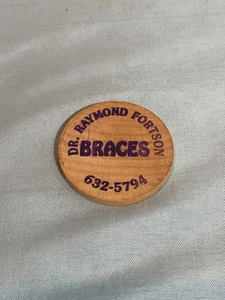 DR. RAYMOND FORTSON
BRACES
632-5794